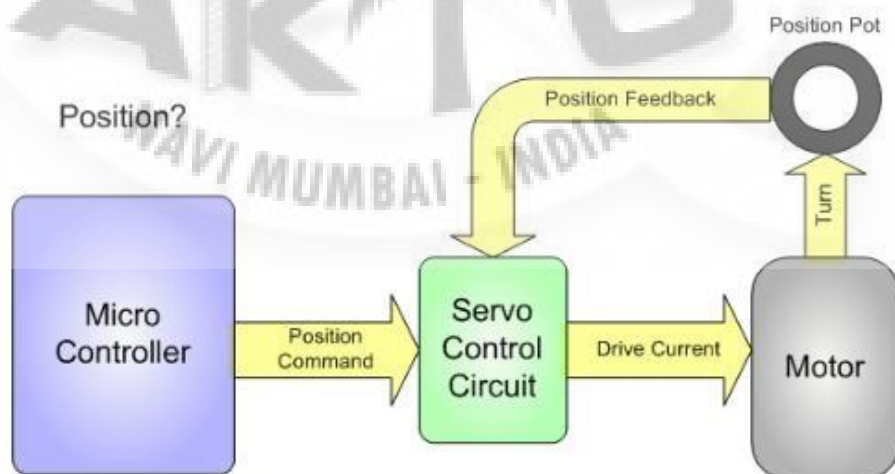 Position Pot
Position Feedback
Position?
NAVI MUMBAI - INDIA
Turn
Micro
Controller
Position
Command
Servo
Control
Circuit
Drive Current
Motor